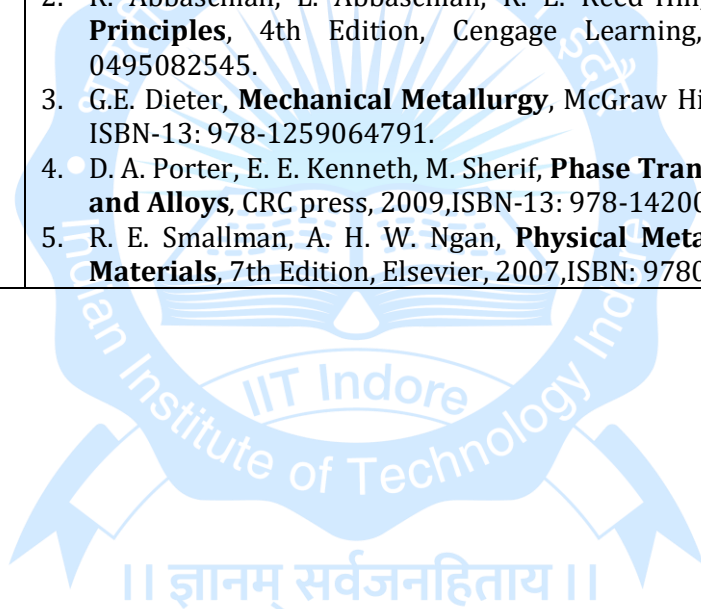 2. R. Abbaschian, L. Abbaschian, R. E. Reed-Hill,
Principles, 4th Edition, Cengage Learning,
0495082545.
3. G.E. Dieter, Mechanical Metallurgy, McGraw Hi
ISBN-13: 978-1259064791.
4. D. A. Porter, E. E. Kenneth, M. Sherif, Phase Tran
and Alloys, CRC press, 2009,ISBN-13: 978-14200
5. R. E. Smallman, A. H. W. Ngan, Physical Meta
Materials, 7th Edition, Elsevier, 2007,ISBN: 9780
Indian Institute of Technology Indore
IIT Indore
।। ज्ञानम् सर्वजनहिताय ।।